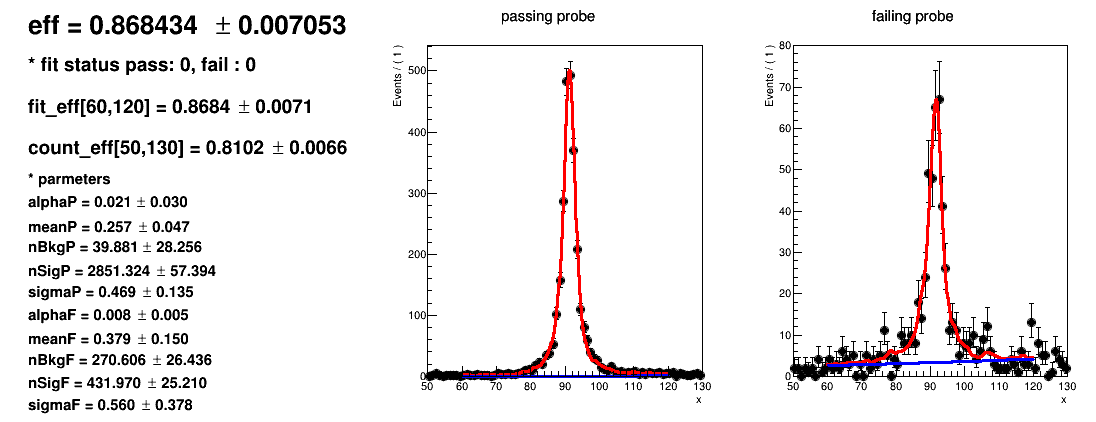 eff = 0.868434 ± 0.007053
* fit status pass: 0, fail : 0
fit_eff[60,120] = 0.8684 ± 0.0071
count_eff[50,130] = 0.8102 ± 0.0066
* parmeters
alphaP = 0.021 ± 0.030
meanP = 0.257 ± 0.047
nBkgP = 39.881 ± 28.256
nSigP = 2851.324 ± 57.394
sigmaP = 0.469 ± 0.135
alphaF = 0.008 ± 0.005
meanF = 0.379 ± 0.150
nBkgF = 270.606 ± 26.436
nSigF = 431.970 ± 25.210
sigmaF = 0.560 ± 0.378
passing probe
Events / ( 1 )
500
400
300
200
100
0
50 60 70 80 90 100 110 120 130
x
failing probe
Events / ( 1 )
80
70
60
50
40
30
20
10
0
50 60 70 80 90 100 110 120 130
x